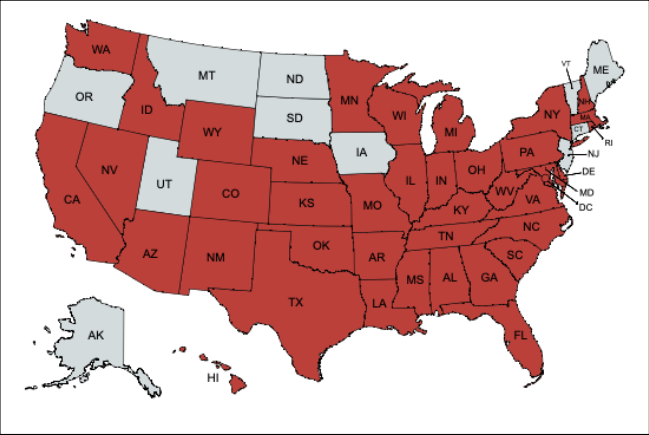 WA
MT
ND
VT
ME
OR
MN
ID
SD
WI
NH
MI
NY
MA
WY
CT
RI
IA
PA
NJ
NE
NV
IL
IN
OH
DE
UT
CO
WV
MD
CA
KS
MO
KY
VA
DC
NC
TN
OK
AZ
NM
AR
SC
MS
AL
GA
TX
LA
AK
FL
HI